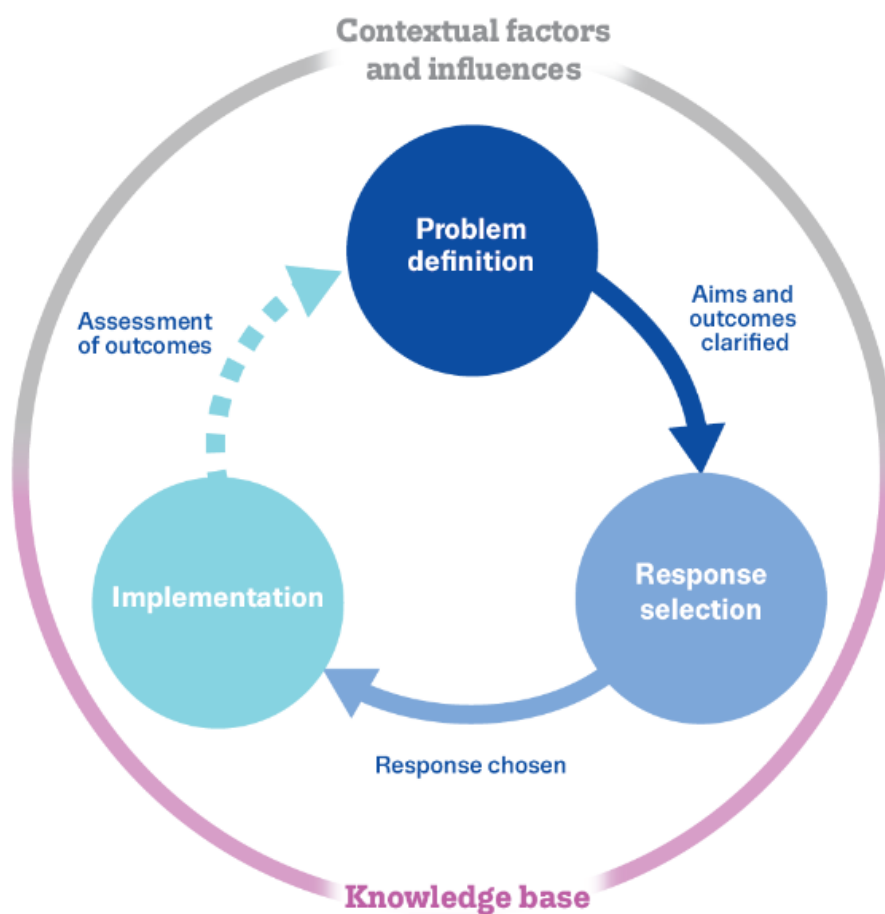 Contextual factors
and influences
Problem
definition
Aims and
outcomes
clarified
Assessment
of outcomes
Response
selection
Implementation
Response chosen
Knowledge base